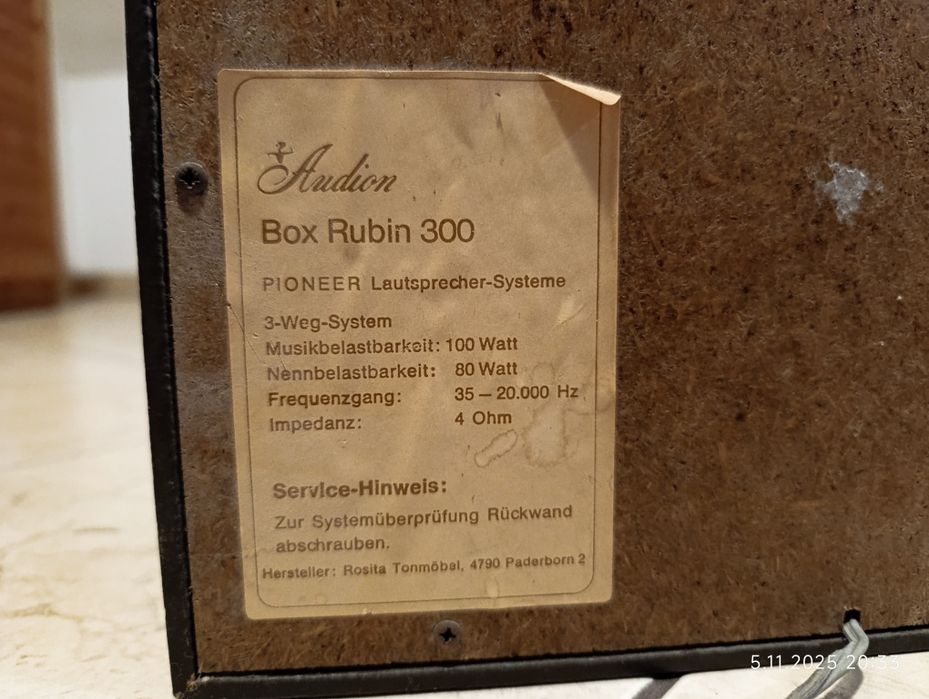 Audion
Box Rubin 300
PIONEER Lautsprecher-Systeme
3-Weg-System
Musikbelastbarkeit: 100 Watt
Nennbelastbarkeit: 80 Watt
Frequenzgang: 35 – 20.000 Hz
Impedanz: 4 Ohm
Service-Hinweis:
Zur Systemüberprüfung Rückwand
abschrauben.
Hersteller: Rosita Tonmöbel, 4790 Paderborn 2
5.11.2025 20:33